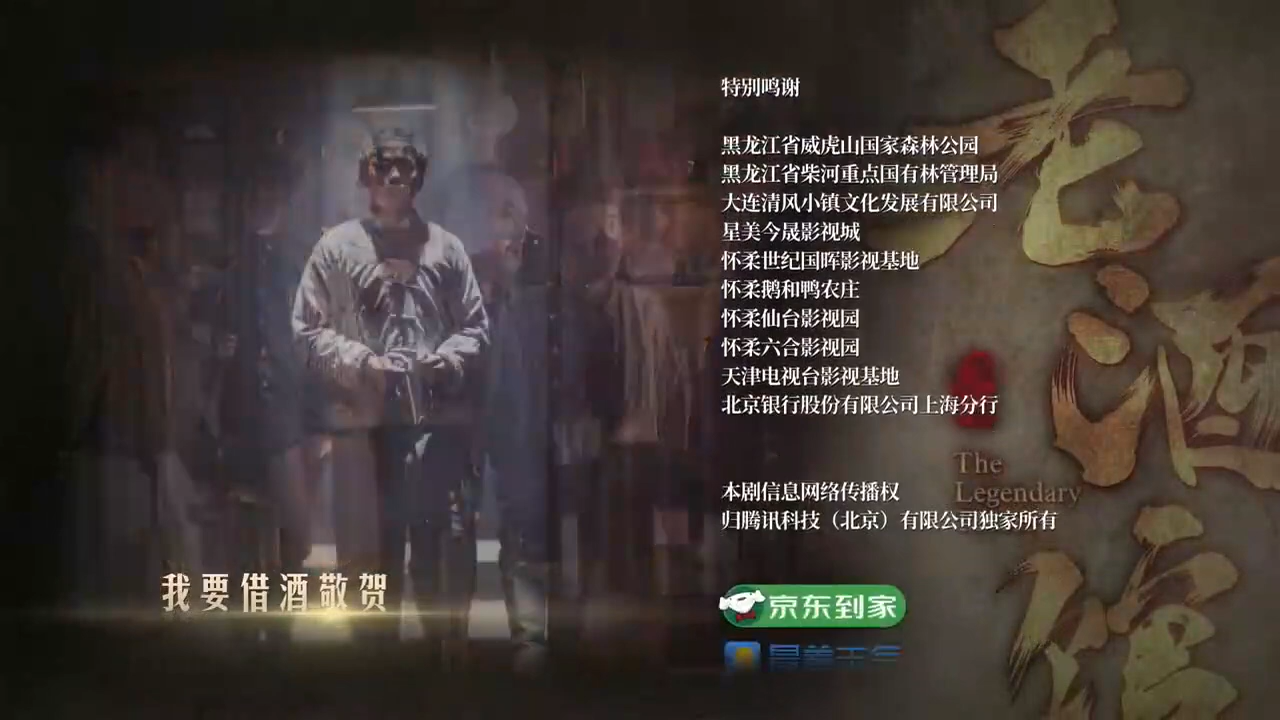 特别鸣谢
黑龙江省威虎山国家森林公园
黑龙江省柴河重点国有林管理局
大连清风小镇文化发展有限公司
星美今晟影视城
怀柔世纪国晖影视基地
怀柔鹅和鸭农庄
怀柔仙台影视园
怀柔六合影视园
天津电视台影视基地
北京银行股份有限公司上海分行
本剧信息网络传播权
归腾讯科技（北京）有限公司独家所有
京东到家
我要借酒敬贺
老酒馆
The
Legendary